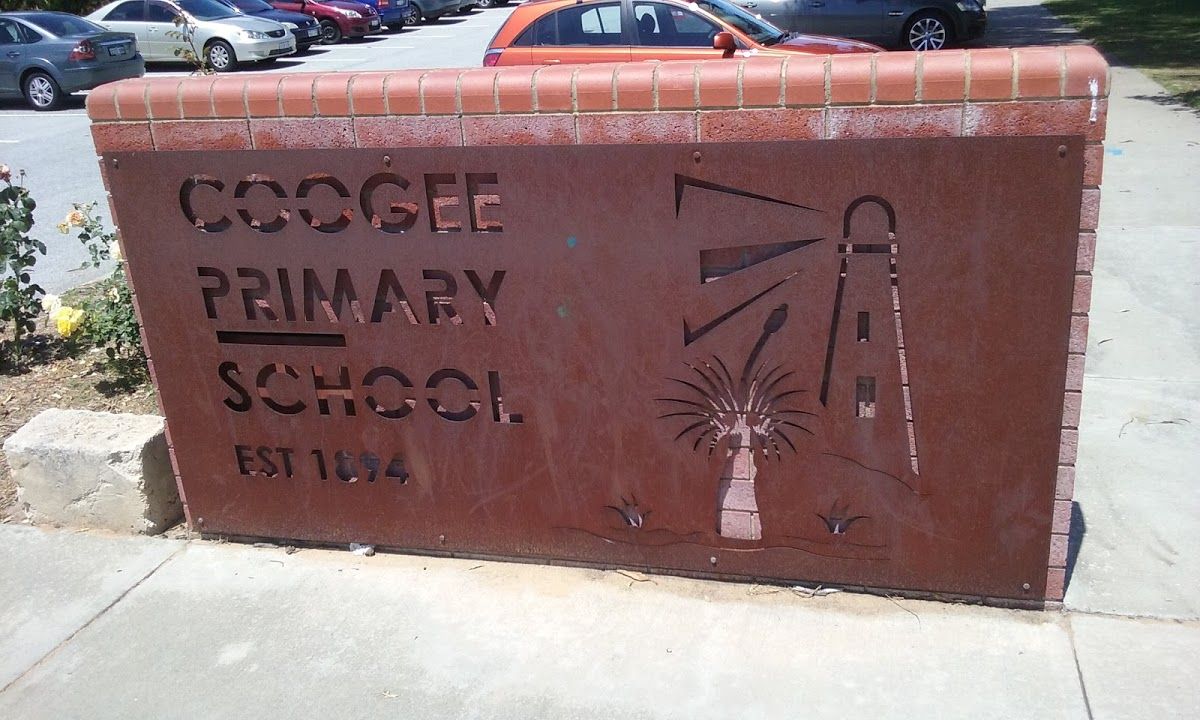 COOGEE
PRIMARY
SCHOOL
EST 1894